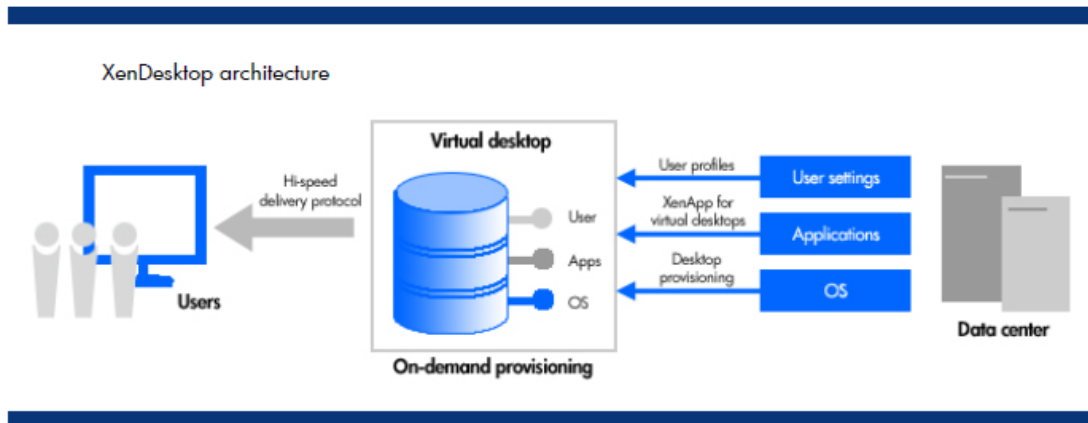 XenDesktop architecture
Virtual desktop
Hi-speed
delivery protocol
User
Apps
OS
Users
On-demand provisioning
User profiles
User settings
XenApp for
virtual desktops
Applications
Desktop
provisioning
OS
Data center